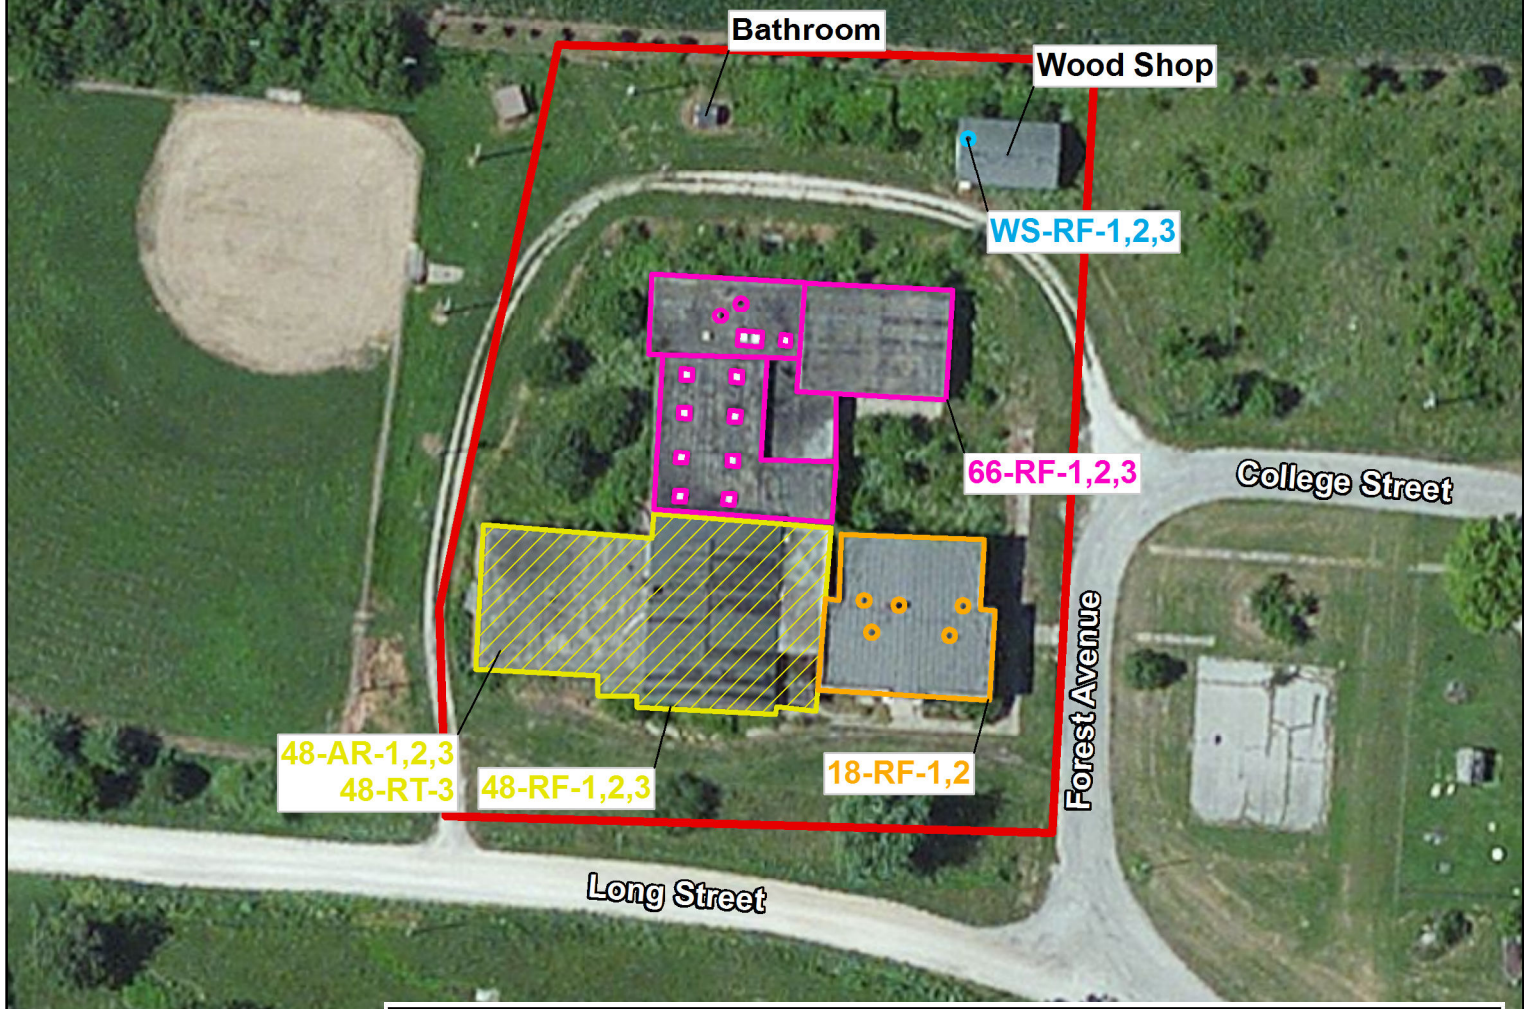 Bathroom
Wood Shop
WS-RF-1,2,3
66-RF-1,2,3
College Street
Forest Avenue
48-AR-1,2,3
48-RT-3
48-RF-1,2,3
18-RF-1,2
Long Street